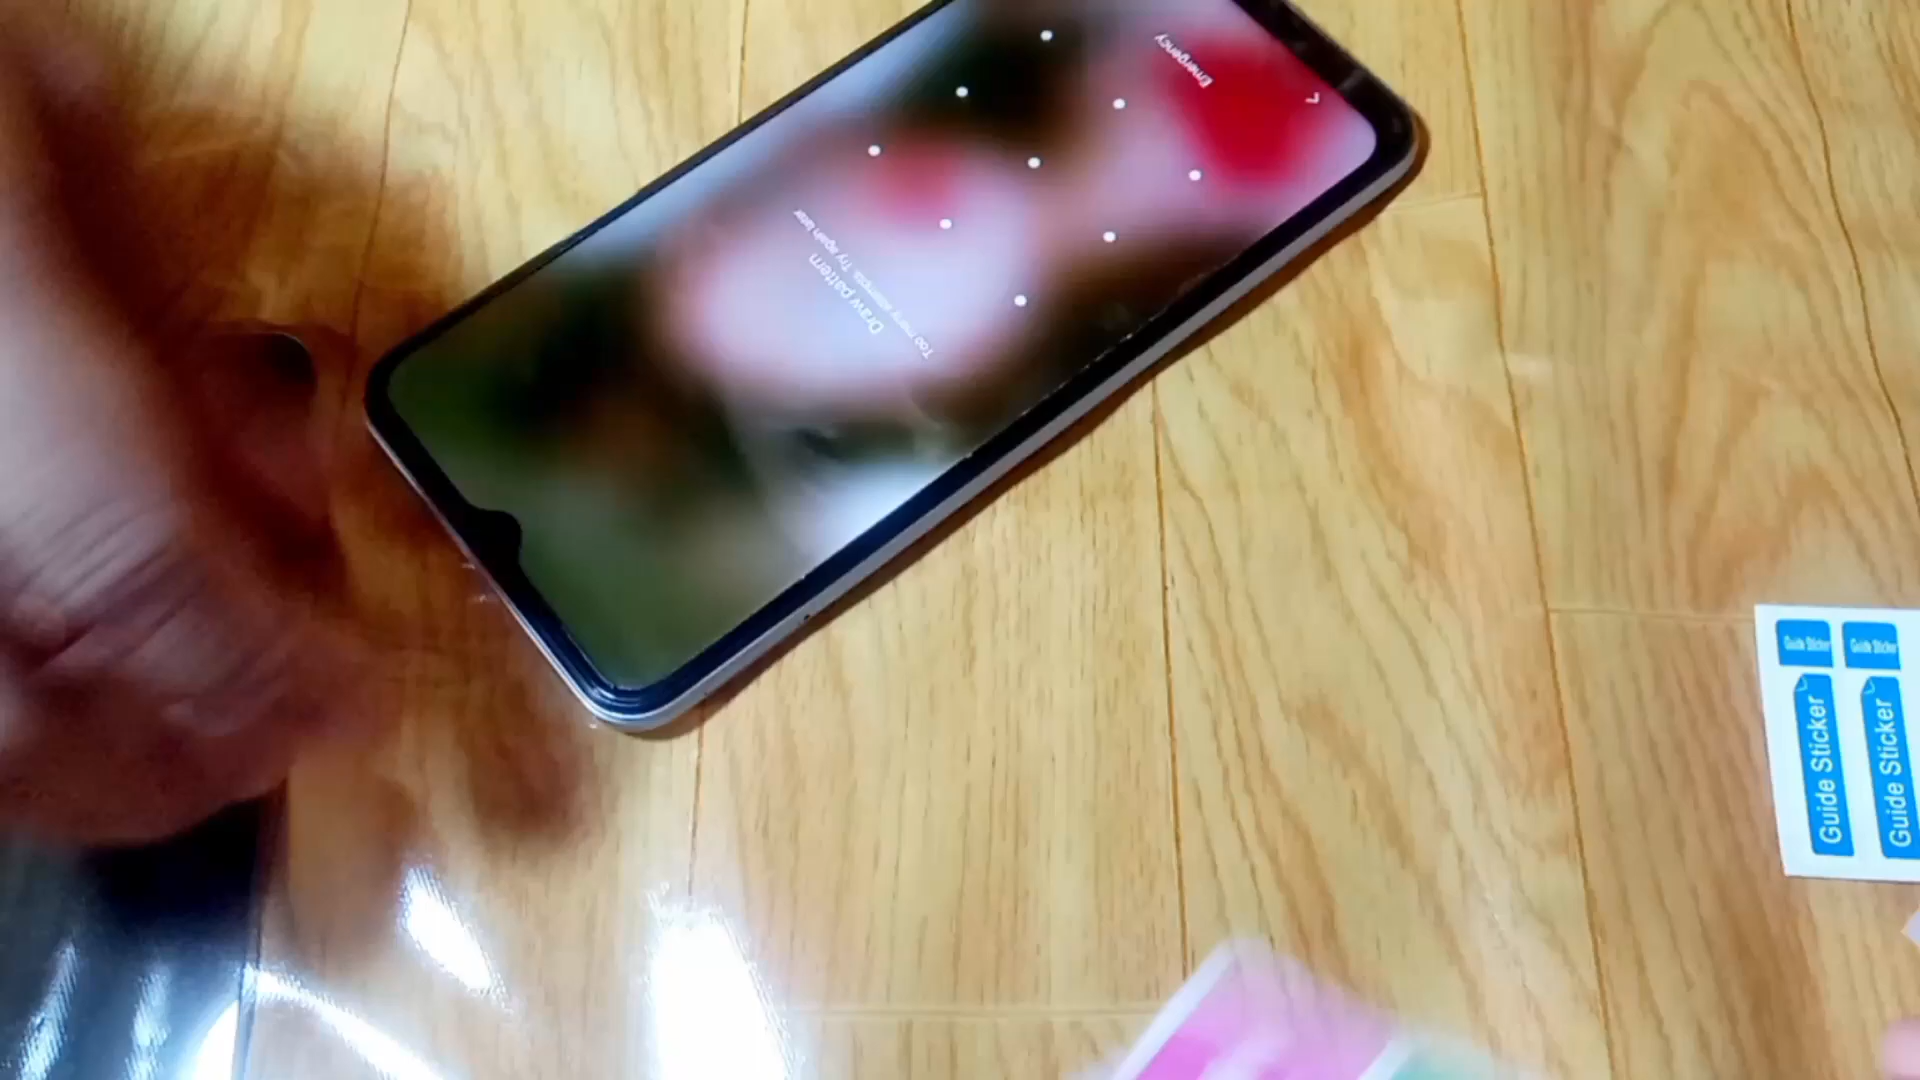 Too many attempts. Try again later
Draw pattern
Emergency
Guide Sticker
Guide Sticker
Guide Sticker
Guide Sticker